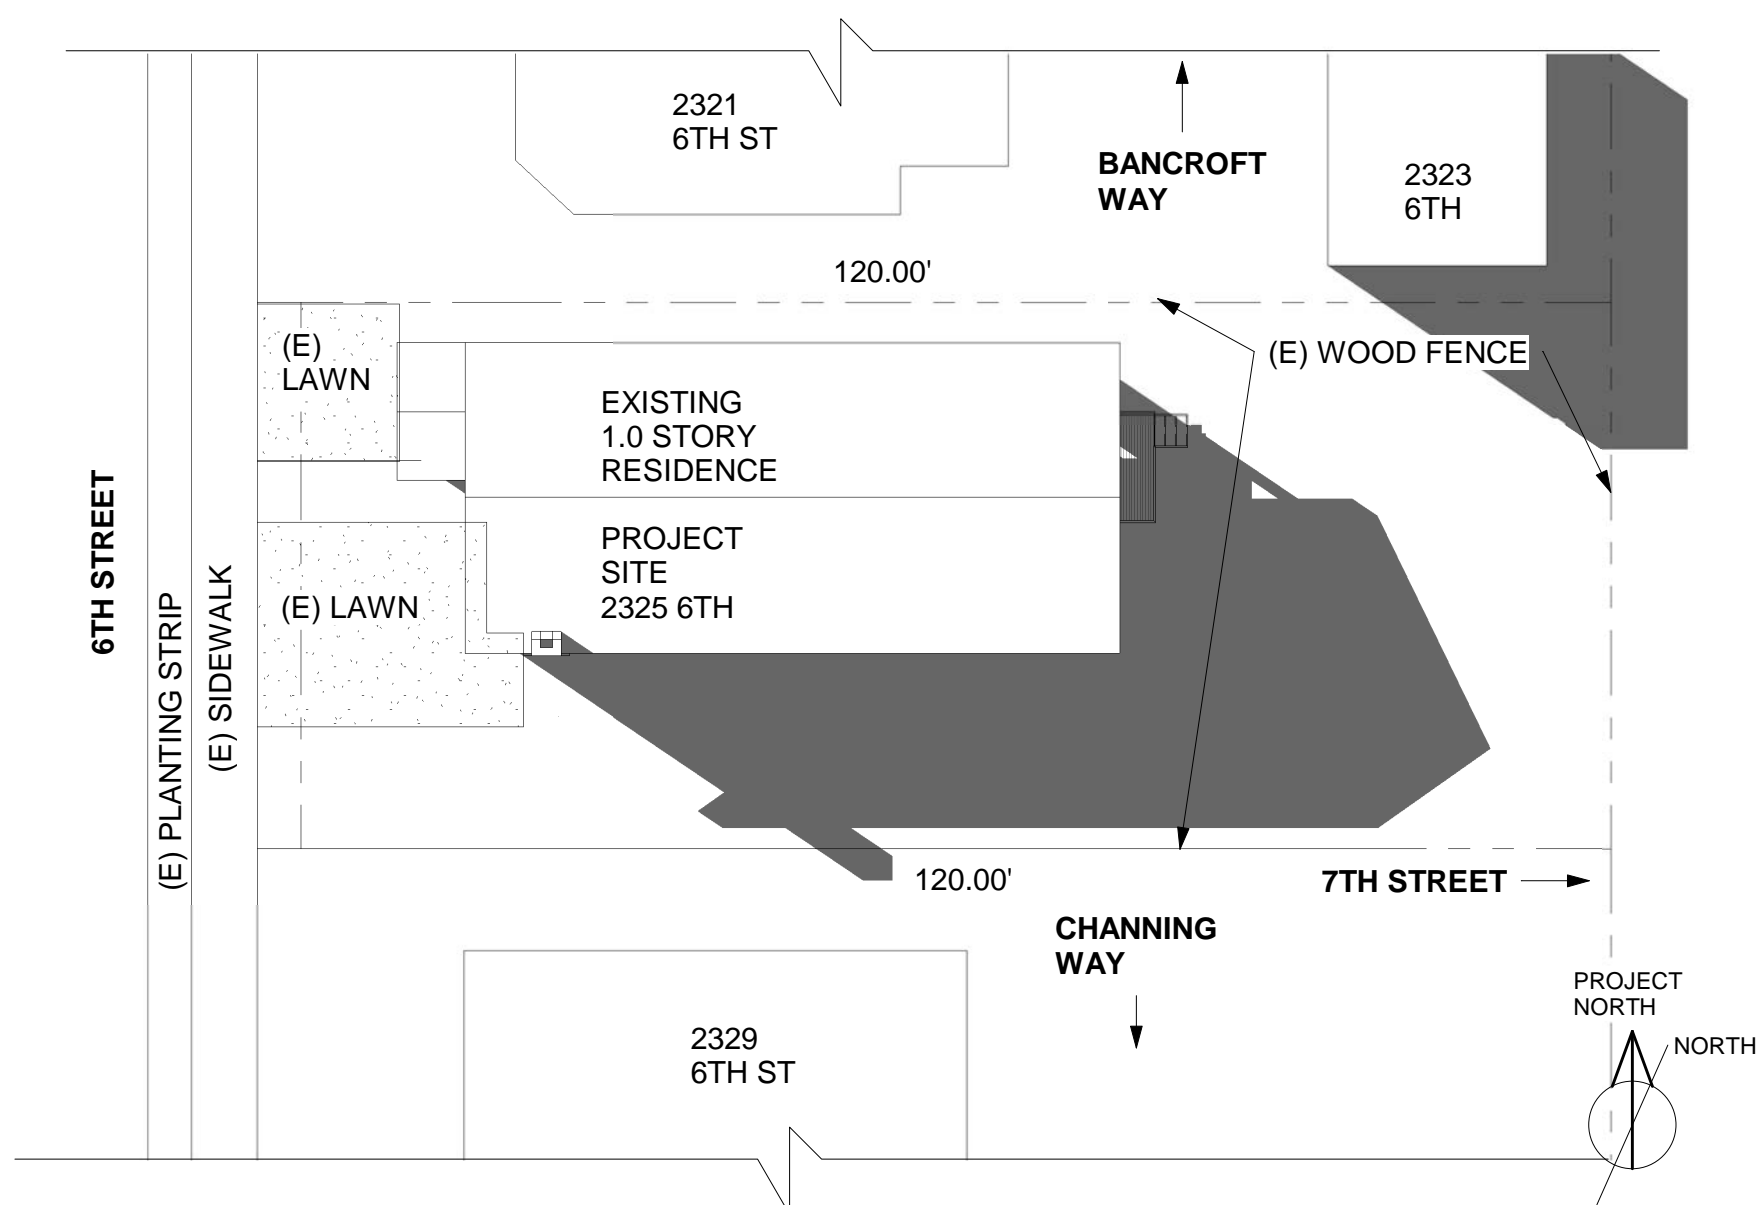 2321
6TH ST
BANCROFT
WAY
2323
6TH
120.00'
(E)
LAWN
(E) WOOD FENCE
EXISTING
1.0 STORY
RESIDENCE
PROJECT
SITE
2325 6TH
(E) LAWN
6TH STREET
(E) PLANTING STRIP
(E) SIDEWALK
120.00'
7TH STREET
CHANNING
WAY
PROJECT
NORTH
NORTH
2329
6TH ST